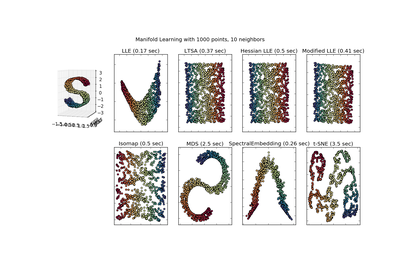 Manifold Learning with 1000 points, 10 neighbors
LLE (0.17 sec)
LTSA (0.37 sec)
Hessian LLE (0.5 sec)
Modified LLE (0.41 sec)
3
2
1
0
−1
−2
−3
Isomap (0.5 sec)
MDS (2.5 sec)
SpectralEmbedding (0.26 sec)
t-SNE (3.5 sec)